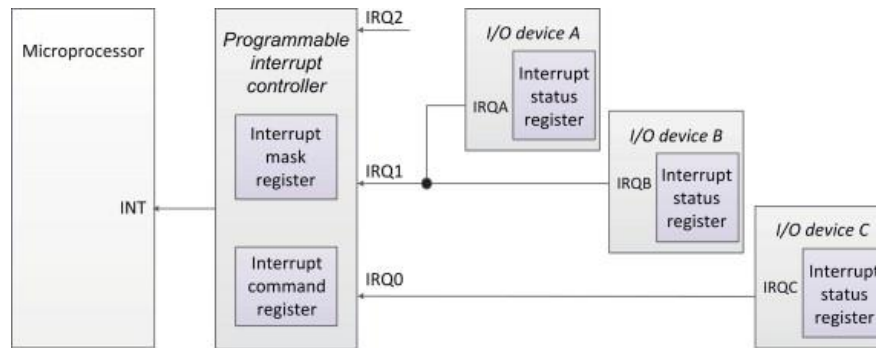 Microprocessor
INT
Programmable
interrupt
controller
Interrupt
mask
register
Interrupt
command
register
IRQ2
IRQ1
IRQ0
I/O device A
IRQA
Interrupt
status
register
I/O device B
IRQB
Interrupt
status
register
I/O device C
IRQC
Interrupt
status
register